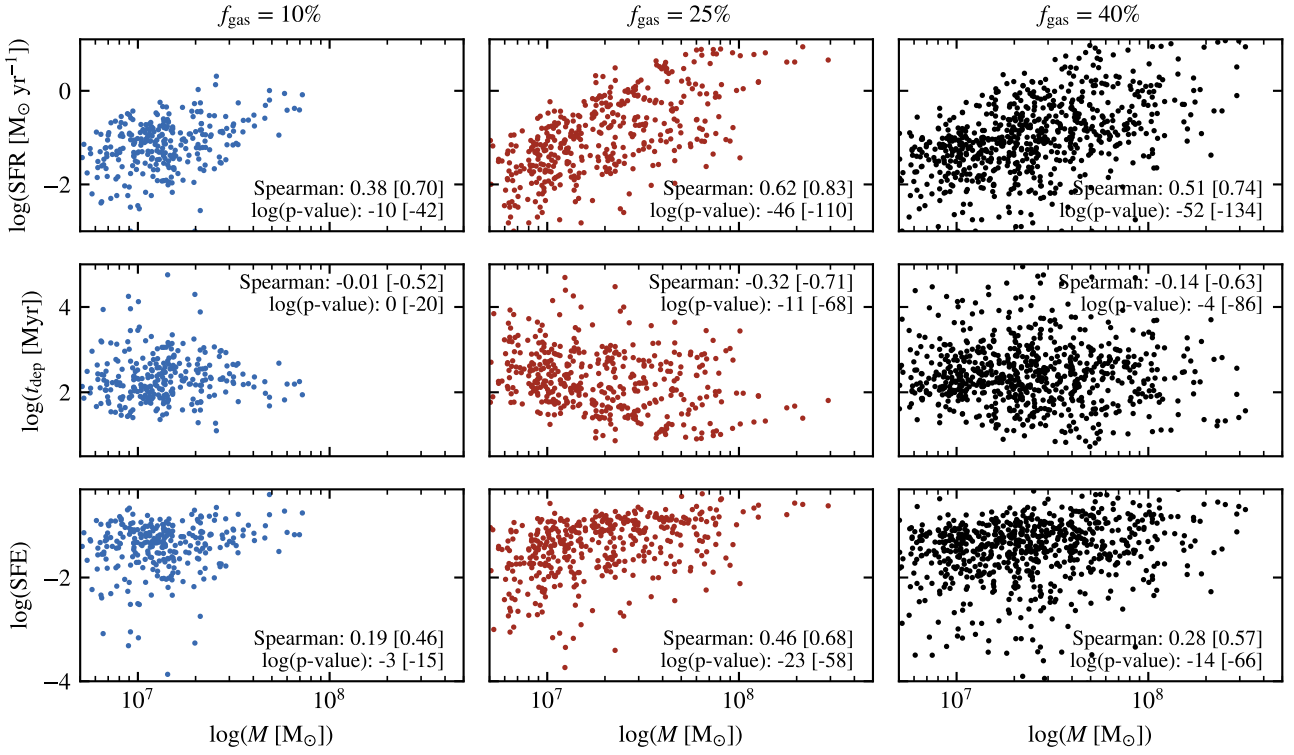 f_gas = 10%
f_gas = 25%
f_gas = 40%
log(SFR [M⊙ yr⁻¹])
0
−2
Spearman: 0.38 [0.70]
log(p-value): -10 [-42]
Spearman: 0.62 [0.83]
log(p-value): -46 [-110]
Spearman: 0.51 [0.74]
log(p-value): -52 [-134]
log(t_dep [Myr])
4
2
Spearman: -0.01 [-0.52]
log(p-value): 0 [-20]
Spearman: -0.32 [-0.71]
log(p-value): -11 [-68]
Spearman: -0.14 [-0.63]
log(p-value): -4 [-86]
log(SFE)
−2
−4
Spearman: 0.19 [0.46]
log(p-value): -3 [-15]
Spearman: 0.46 [0.68]
log(p-value): -23 [-58]
Spearman: 0.28 [0.57]
log(p-value): -14 [-66]
10⁷ 10⁸
10⁷ 10⁸
10⁷ 10⁸
log(M [M⊙])
log(M [M⊙])
log(M [M⊙])